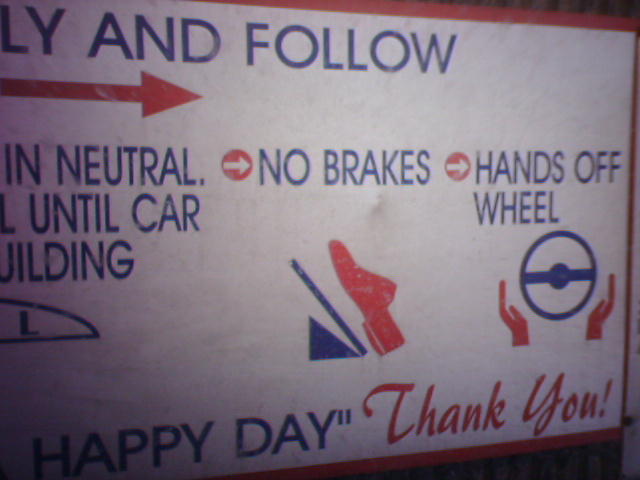 LY AND FOLLOW
IN NEUTRAL.
L UNTIL CAR
UILDING
L
NO BRAKES
HANDS OFF
WHEEL
HAPPY DAY"
Thank You!